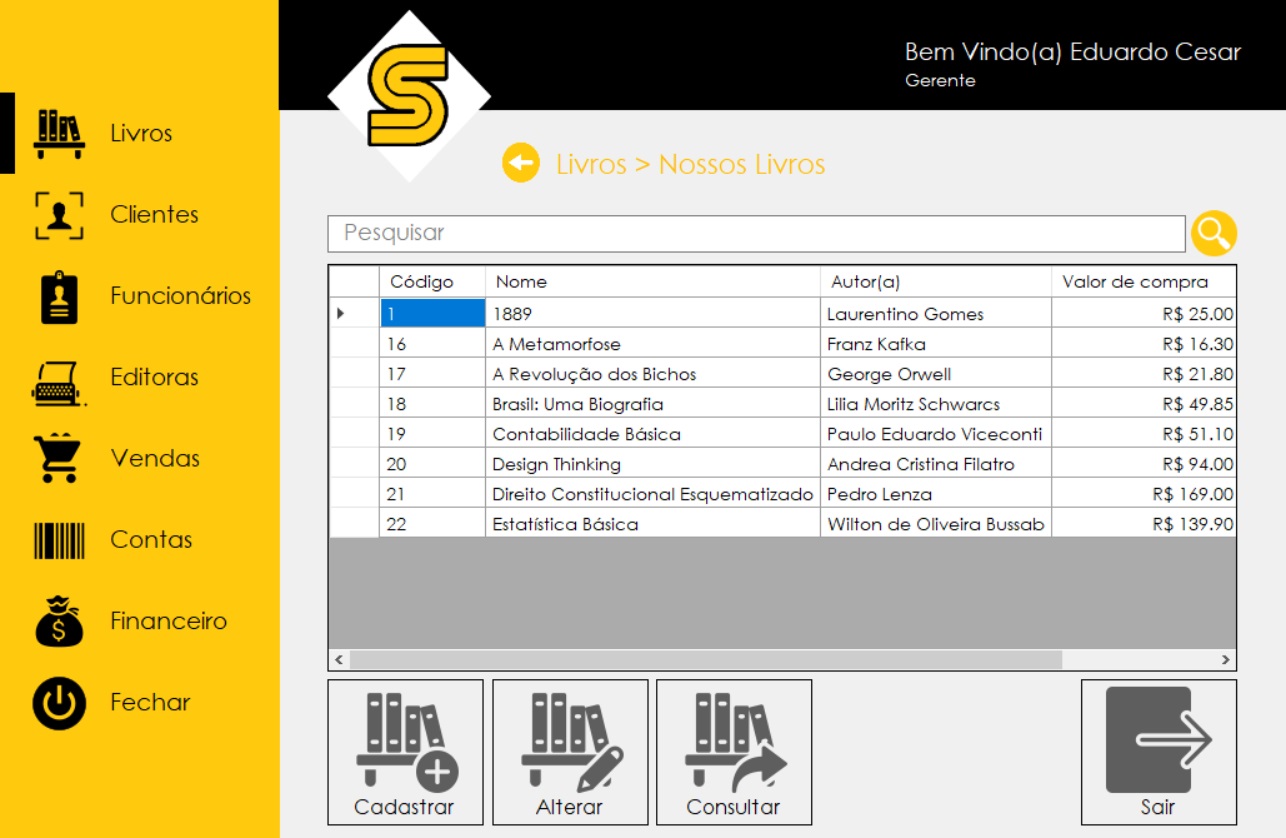 S
Bem Vindo(a) Eduardo Cesar
Gerente
Livros
Clientes
Funcionários
Editoras
Vendas
Contas
Financeiro
Fechar
Livros > Nossos Livros
Pesquisar
Código Nome Autor(a) Valor de compra
1 1889 Laurentino Gomes R$ 25.00
16 A Metamorfose Franz Kafka R$ 16.30
17 A Revolução dos Bichos George Orwell R$ 21.80
18 Brasil: Uma Biografia Lilia Moritz Schwarcs R$ 49.85
19 Contabilidade Básica Paulo Eduardo Viceconti R$ 51.10
20 Design Thinking Andrea Cristina Filatro R$ 94.00
21 Direito Constitucional Esquematizado Pedro Lenza R$ 169.00
22 Estatística Básica Wilton de Oliveira Bussab R$ 139.90
Cadastrar
Alterar
Consultar
Sair